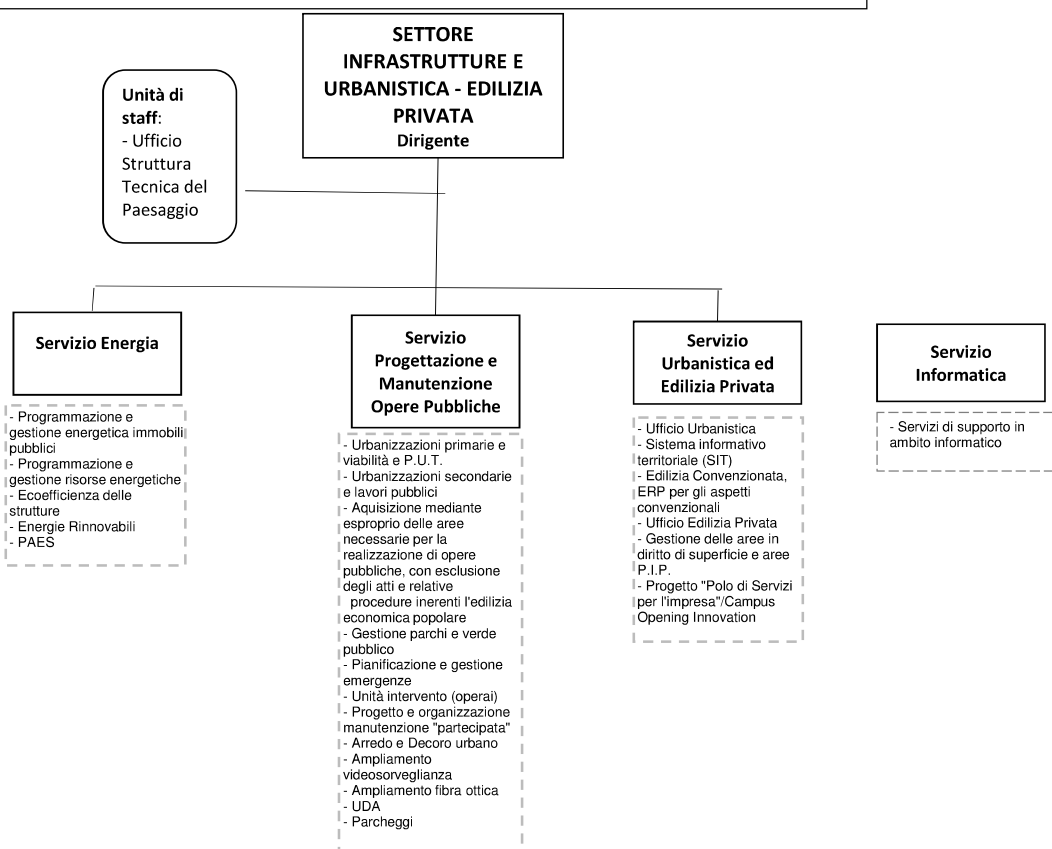 SETTORE
INFRASTRUTTURE E
URBANISTICA - EDILIZIA
PRIVATA
Dirigente
Unità di
staff:
- Ufficio
Struttura
Tecnica del
Paesaggio
Servizio Energia
- Programmazione e
gestione energetica immobili
pubblici
- Programmazione e
gestione risorse energetiche
- Ecoefficienza delle
strutture
- Energie Rinnovabili
- PAES
Servizio
Progettazione e
Manutenzione
Opere Pubbliche
- Urbanizzazioni primarie e
viabilità e P.U.T.
- Urbanizzazioni secondarie
e lavori pubblici
- Aquisizione mediante
esproprio delle aree
necessarie per la
realizzazione di opere
pubbliche, con esclusione
degli atti e relative
procedure inerenti l'edilizia
economica popolare
- Gestione parchi e verde
pubblico
- Pianificazione e gestione
emergenze
- Unità intervento (operai)
- Progetto e organizzazione
manutenzione "partecipata"
- Arredo e Decoro urbano
- Ampliamento
videosorveglianza
- Ampliamento fibra ottica
- UDA
- Parcheggi
Servizio
Urbanistica ed
Edilizia Privata
- Ufficio Urbanistica
- Sistema informativo
territoriale (SIT)
- Edilizia Convenzionata,
ERP per gli aspetti
convenzionali
- Ufficio Edilizia Privata
- Gestione delle aree in
diritto di superficie e aree
P.I.P.
- Progetto "Polo di Servizi
per l'impresa"/Campus
Opening Innovation
Servizio
Informatica
- Servizi di supporto in
ambito informatico